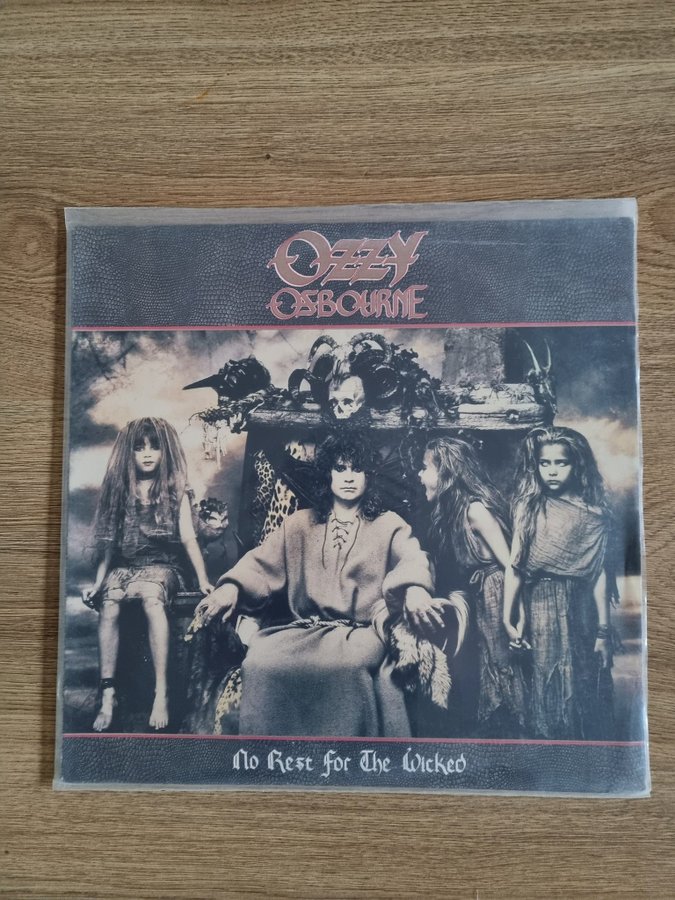 Ozzy
Osbourne
No Rest for The Wicked